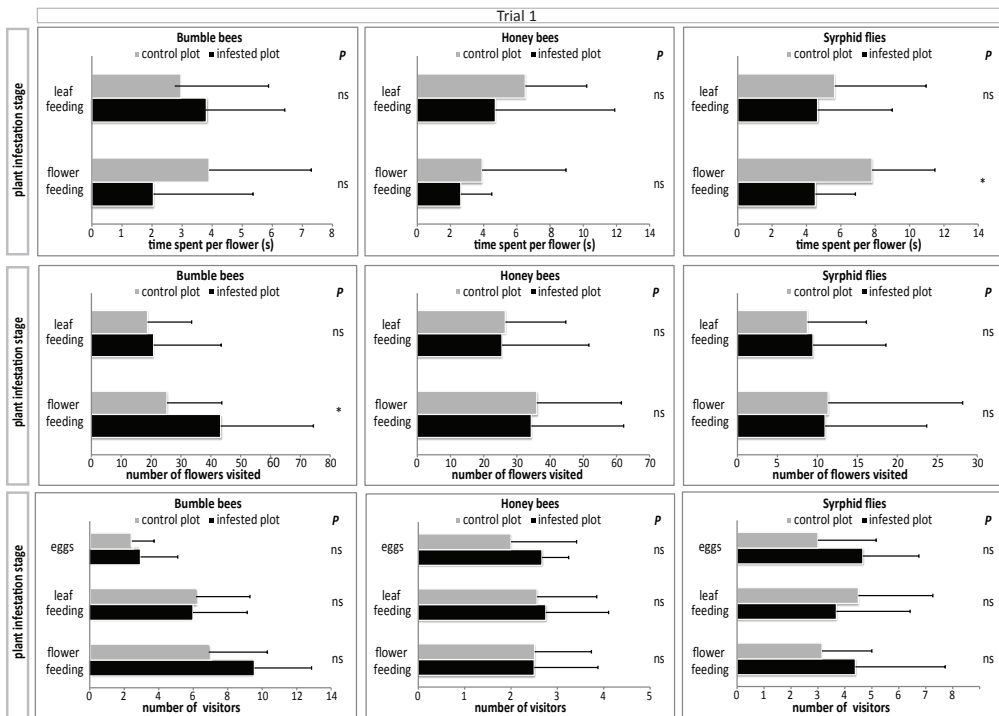 Trial 1
plant infestation stage
Bumble bees
control plot infested plot P
leaf feeding ns
flower feeding ns
0 1 2 3 4 5 6 7 8
time spent per flower (s)
Honey bees
control plot infested plot P
leaf feeding ns
flower feeding ns
0 2 4 6 8 10 12 14
time spent per flower (s)
Syrphid flies
control plot infested plot P
leaf feeding ns
flower feeding *
0 2 4 6 8 10 12 14
time spent per flower (s)
plant infestation stage
Bumble bees
control plot infested plot P
leaf feeding ns
flower feeding *
0 10 20 30 40 50 60 70 80
number of flowers visited
Honey bees
control plot infested plot P
leaf feeding ns
flower feeding ns
0 10 20 30 40 50 60 70
number of flowers visited
Syrphid flies
control plot infested plot P
leaf feeding ns
flower feeding ns
0 5 10 15 20 25 30
number of flowers visited
plant infestation stage
Bumble bees
control plot infested plot P
eggs ns
leaf feeding ns
flower feeding ns
0 2 4 6 8 10 12 14
number of visitors
Honey bees
control plot infested plot P
eggs ns
leaf feeding ns
flower feeding ns
0 1 2 3 4 5
number of visitors
Syrphid flies
control plot infested plot P
eggs ns
leaf feeding ns
flower feeding ns
0 1 2 3 4 5 6 7 8
number of visitors